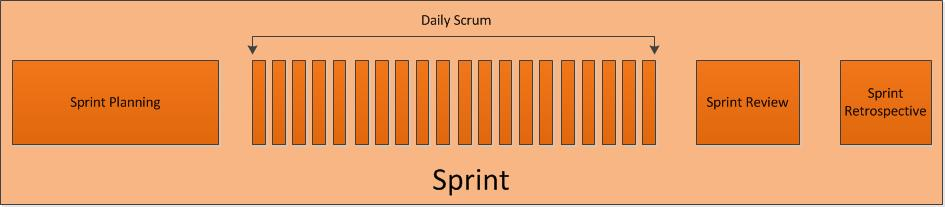 Daily Scrum
Sprint Planning
Sprint Review
Sprint
Retrospective
Sprint